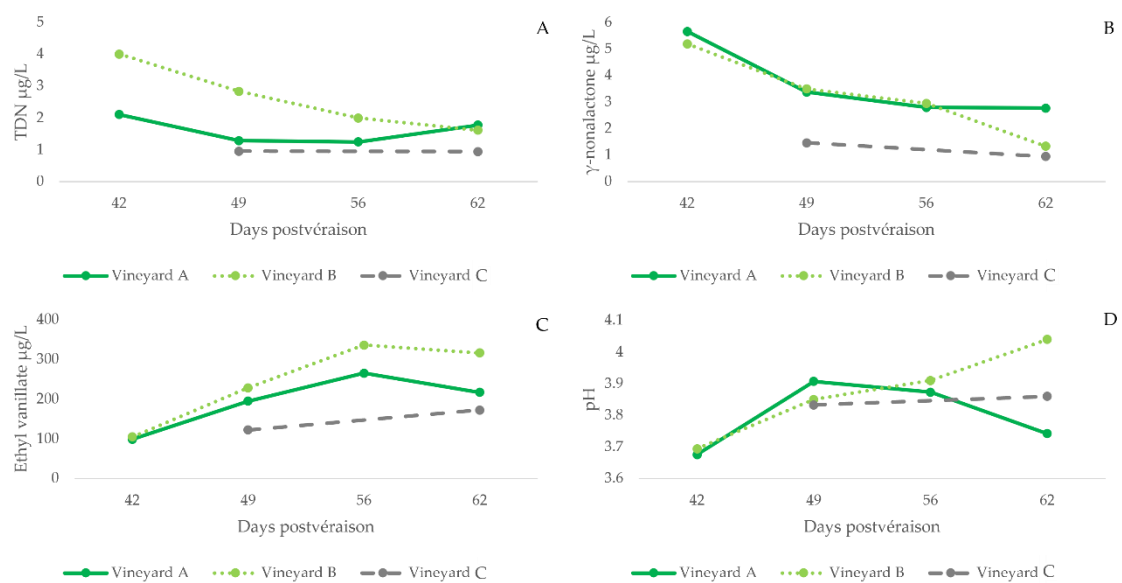 A
TDN µg/L
5
4
3
2
1
0
42 49 56 62
Days postvéraison
Vineyard A Vineyard B Vineyard C
B
γ-nonalactone µg/L
6
5
4
3
2
1
0
42 49 56 62
Days postvéraison
Vineyard A Vineyard B Vineyard C
C
Ethyl vanillate µg/L
400
300
200
100
0
42 49 56 62
Days postvéraison
Vineyard A Vineyard B Vineyard C
D
pH
4.1
4
3.9
3.8
3.7
3.6
42 49 56 62
Days postvéraison
Vineyard A Vineyard B Vineyard C